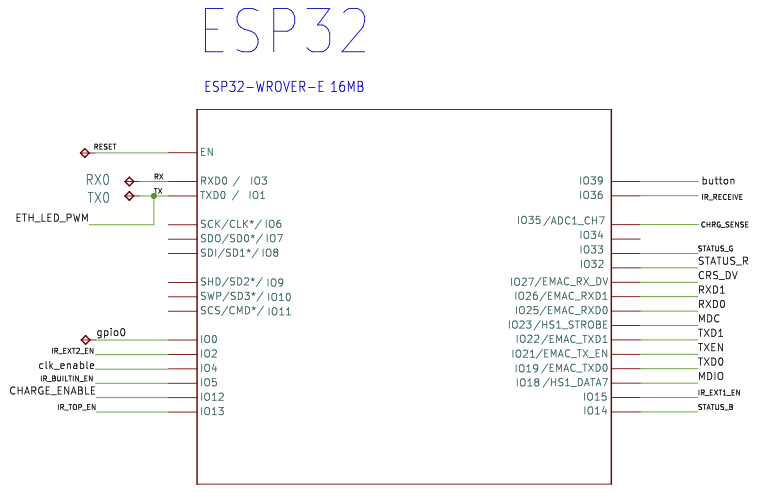 ESP32
ESP32-WROVER-E 16MB
RESET
EN
RX0
RX
RXD0 / IO3
TX0
TX
TXD0 / IO1
ETH_LED_PWM
SCK/CLK*/ IO6
SDO/SD0*/ IO7
SDI/SD1*/ IO8
SHD/SD2*/ IO9
SWP/SD3*/ IO10
SCS/CMD*/ IO11
gpio0
IO0
IR_EXT2_EN
IO2
clk_enable
IO4
IR_BUILTIN_EN
IO5
CHARGE_ENABLE
IO12
IR_TOP_EN
IO13
IO39
button
IO36
IR_RECEIVE
IO35/ADC1_CH7
CHRG_SENSE
IO34
IO33
STATUS_G
IO32
STATUS_R
IO27/EMAC_RX_DV
CRS_DV
IO26/EMAC_RXD1
RXD1
IO25/EMAC_RXD0
RXD0
IO23/HS1_STROBE
MDC
IO22/EMAC_TXD1
TXD1
IO21/EMAC_TX_EN
TXEN
IO19/EMAC_TXD0
TXD0
IO18/HS1_DATA7
MDIO
IO15
IR_EXT1_EN
IO14
STATUS_B